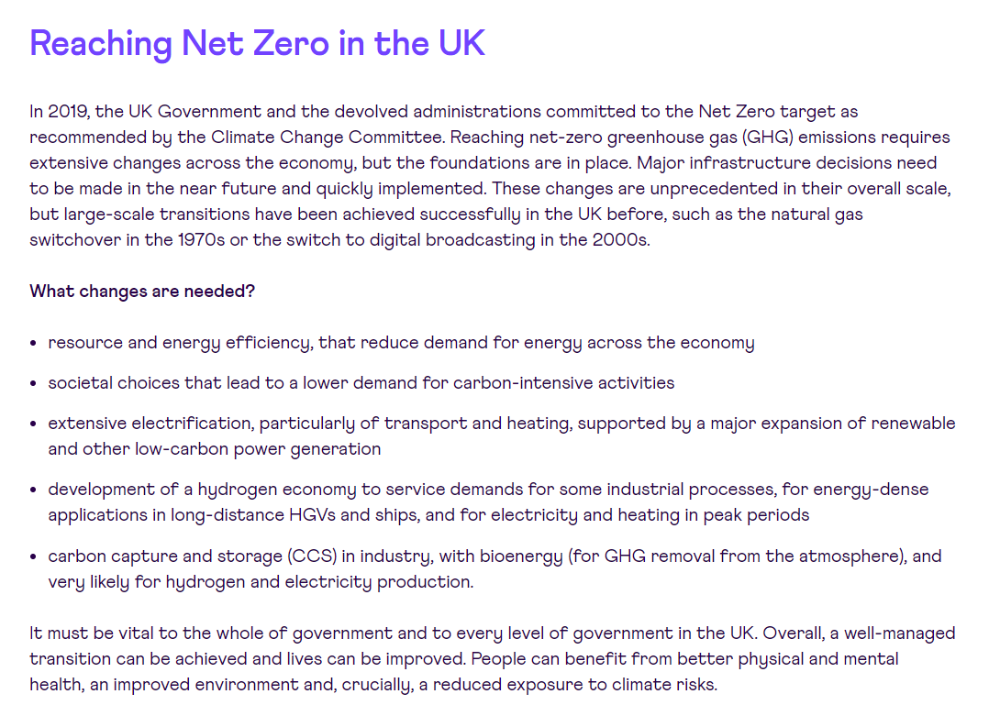 Reaching Net Zero in the UK
In 2019, the UK Government and the devolved administrations committed to the Net Zero target as
recommended by the Climate Change Committee. Reaching net-zero greenhouse gas (GHG) emissions requires
extensive changes across the economy, but the foundations are in place. Major infrastructure decisions need
to be made in the near future and quickly implemented. These changes are unprecedented in their overall scale,
but large-scale transitions have been achieved successfully in the UK before, such as the natural gas
switchover in the 1970s or the switch to digital broadcasting in the 2000s.
What changes are needed?
• resource and energy efficiency, that reduce demand for energy across the economy
• societal choices that lead to a lower demand for carbon-intensive activities
• extensive electrification, particularly of transport and heating, supported by a major expansion of renewable
and other low-carbon power generation
• development of a hydrogen economy to service demands for some industrial processes, for energy-dense
applications in long-distance HGVs and ships, and for electricity and heating in peak periods
• carbon capture and storage (CCS) in industry, with bioenergy (for GHG removal from the atmosphere), and
very likely for hydrogen and electricity production.
It must be vital to the whole of government and to every level of government in the UK. Overall, a well-managed
transition can be achieved and lives can be improved. People can benefit from better physical and mental
health, an improved environment and, crucially, a reduced exposure to climate risks.